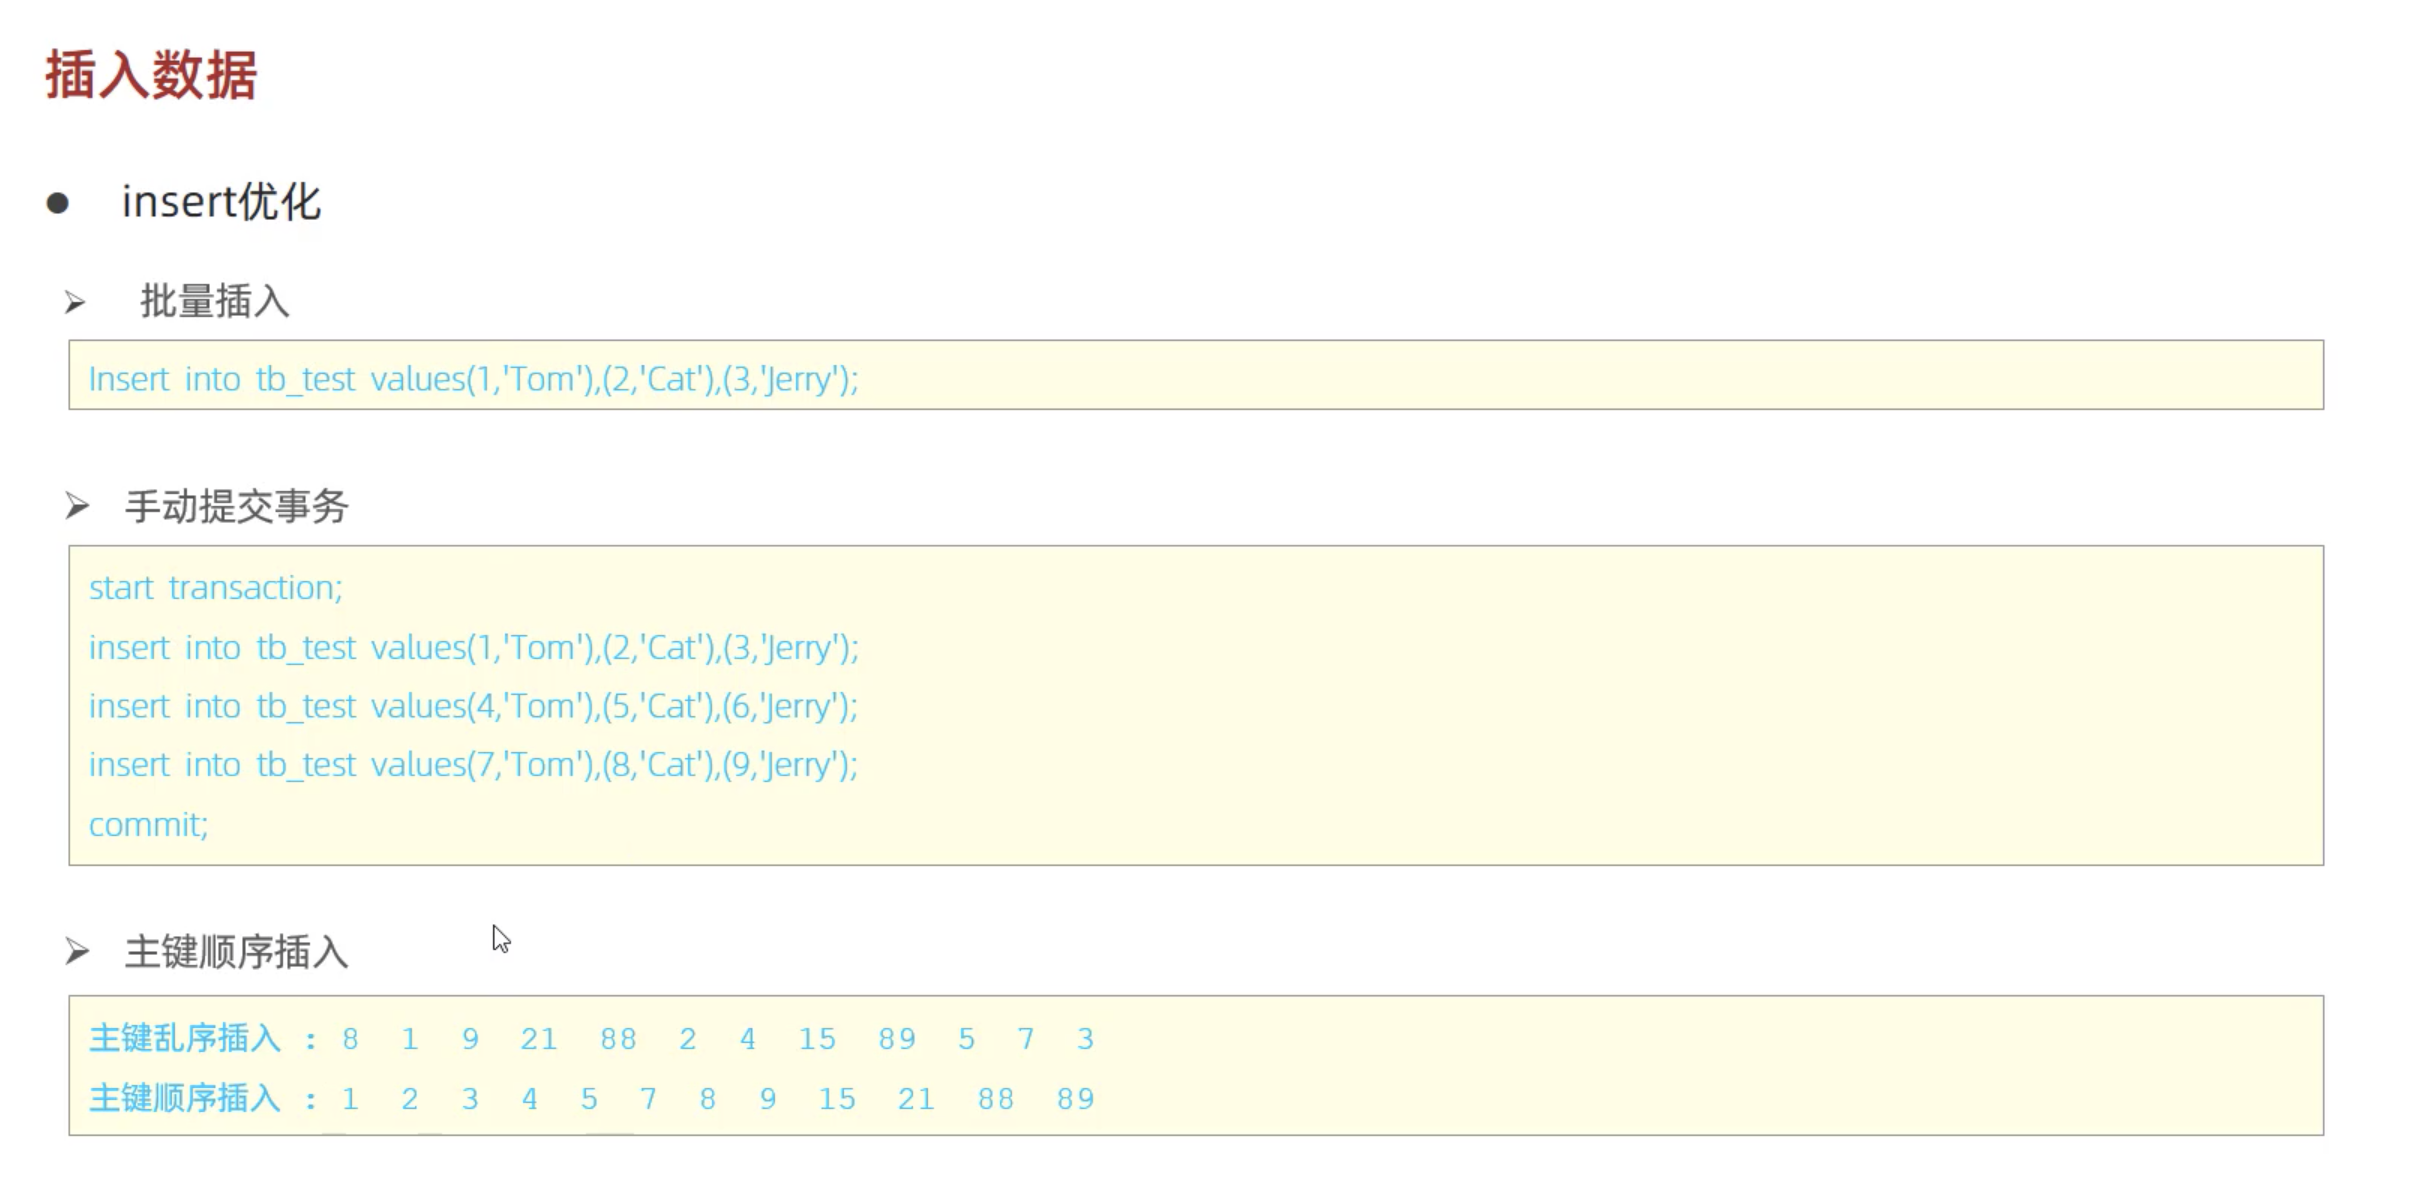 插入数据
insert优化
批量插入
Insert into tb_test values(1,'Tom'),(2,'Cat'),(3,'Jerry');
手动提交事务
start transaction;
insert into tb_test values(1,'Tom'),(2,'Cat'),(3,'Jerry');
insert into tb_test values(4,'Tom'),(5,'Cat'),(6,'Jerry');
insert into tb_test values(7,'Tom'),(8,'Cat'),(9,'Jerry');
commit;
主键顺序插入
主键乱序插入 : 8 1 9 21 88 2 4 15 89 5 7 3
主键顺序插入 : 1 2 3 4 5 7 8 9 15 21 88 89